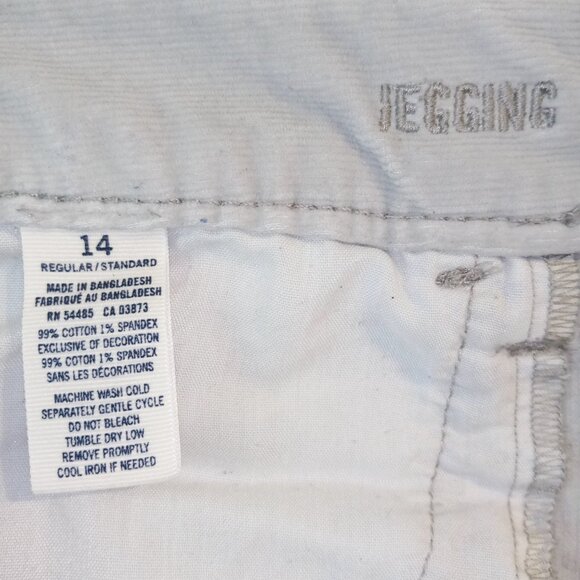 JEGGING
14
REGULAR/STANDARD
MADE IN BANGLADESH
FABRIQUÉ AU BANGLADESH
RN 54485 CA 03873
99% COTTON 1% SPANDEX
EXCLUSIVE OF DECORATION
99% COTON 1% SPANDEX
SANS LES DÉCORATIONS
MACHINE WASH COLD
SEPARATELY GENTLE CYCLE
DO NOT BLEACH
TUMBLE DRY LOW
REMOVE PROMPTLY
COOL IRON IF NEEDED